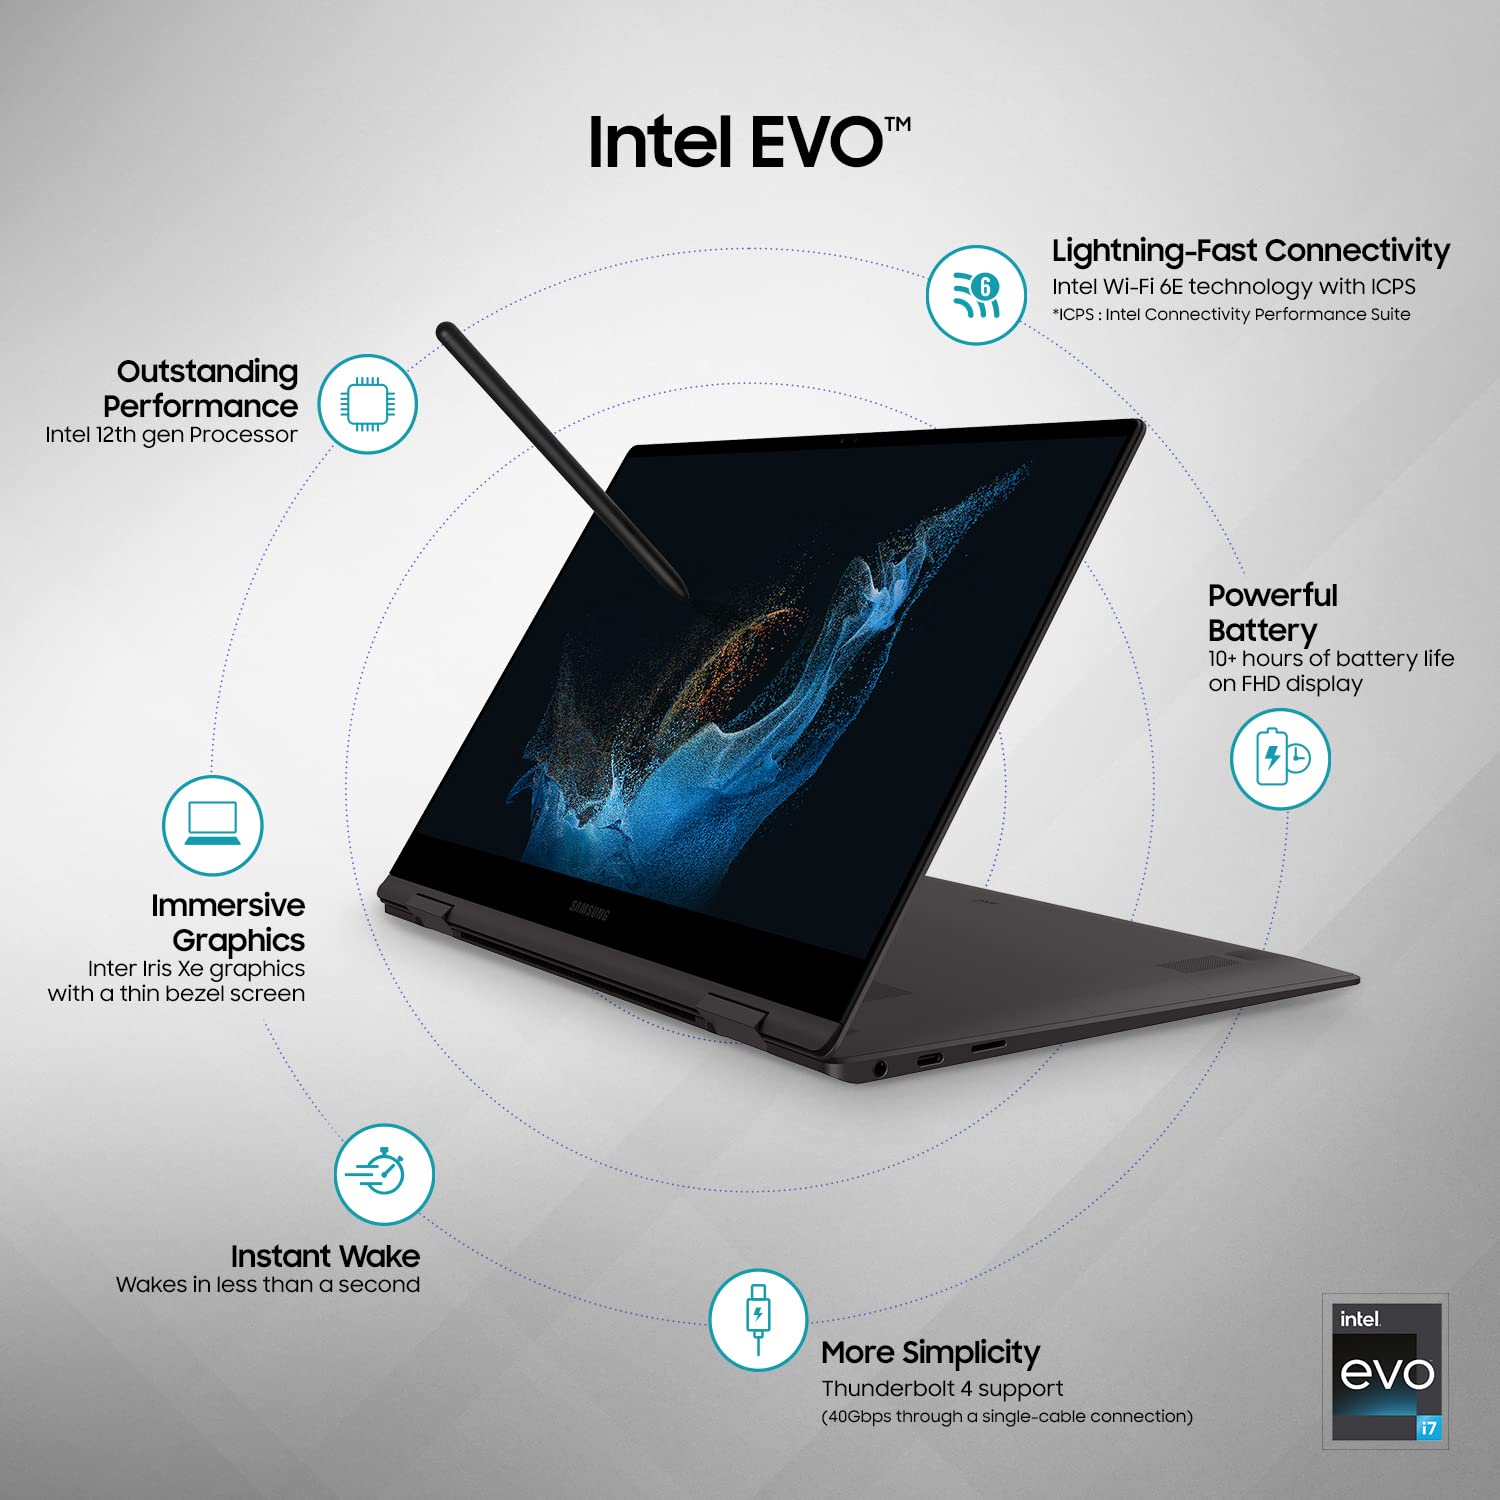 Intel EVO™
Lightning-Fast Connectivity
Intel Wi-Fi 6E technology with ICPS
*ICPS : Intel Connectivity Performance Suite
6
Outstanding
Performance
Intel 12th gen Processor
Powerful
Battery
10+ hours of battery life
on FHD display
Immersive
Graphics
Inter Iris Xe graphics
with a thin bezel screen
SAMSUNG
Instant Wake
Wakes in less than a second
More Simplicity
Thunderbolt 4 support
(40Gbps through a single-cable connection)
intel.
evo
i7